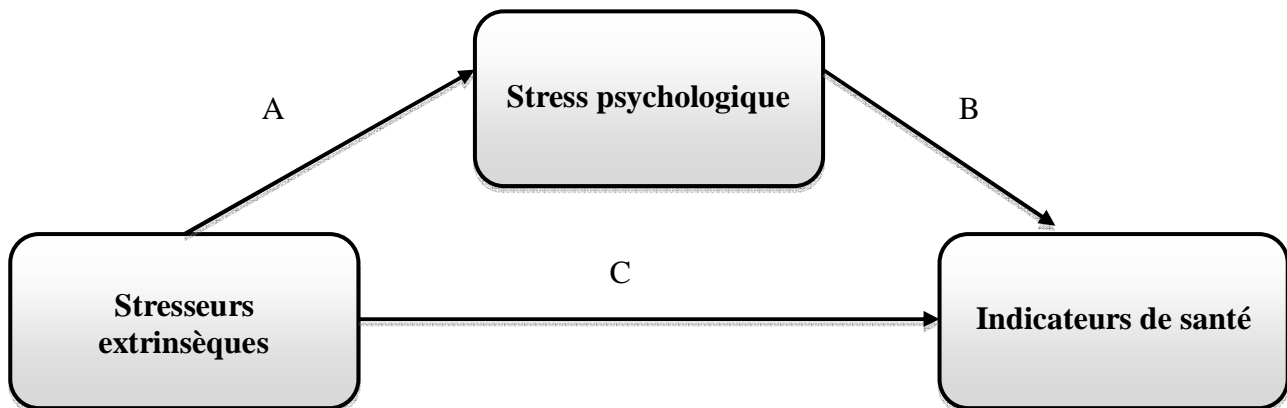 Stress psychologique
A
B
C
Stresseurs
extrinsèques
Indicateurs de santé